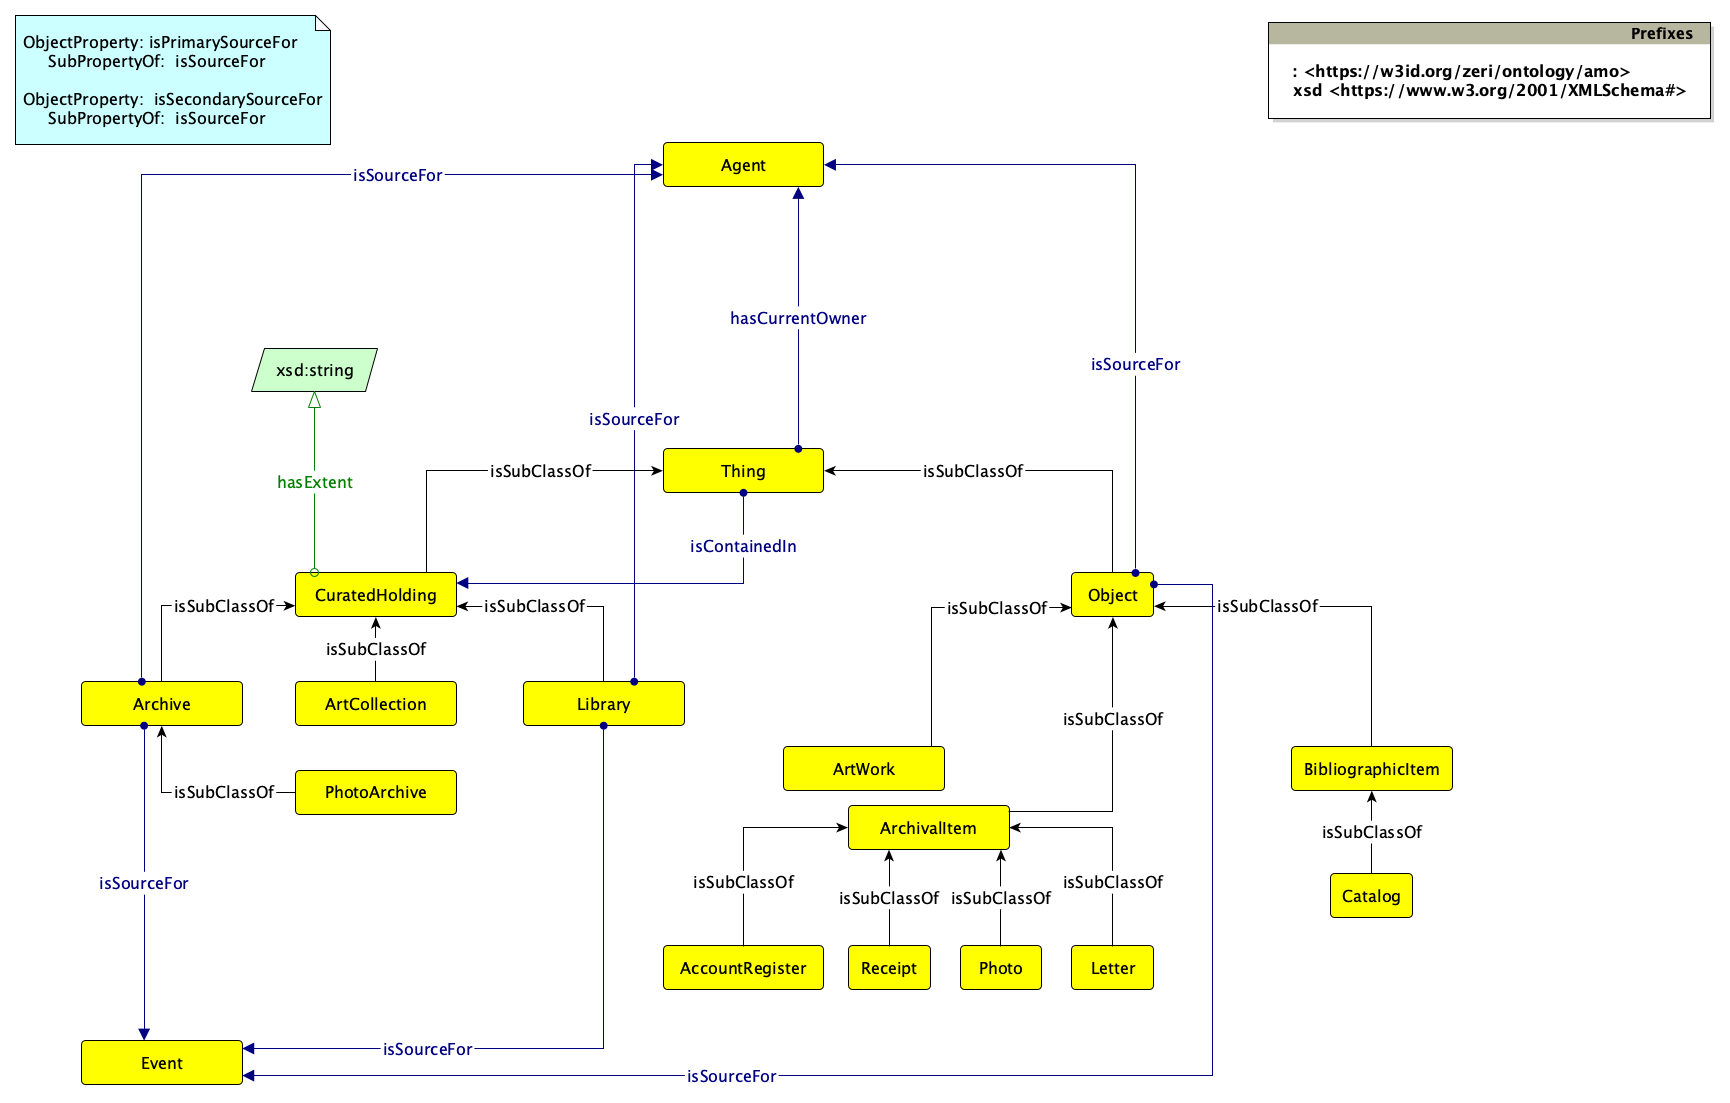 ObjectProperty: isPrimarySourceFor
SubPropertyOf: isSourceFor
ObjectProperty: isSecondarySourceFor
SubPropertyOf: isSourceFor
Prefixes
: <https://w3id.org/zeri/ontology/amo>
xsd <https://www.w3.org/2001/XMLSchema#>
Agent
isSourceFor
hasCurrentOwner
isSourceFor
xsd:string
isSourceFor
hasExtent
isSubClassOf
Thing
isSubClassOf
isContainedIn
CuratedHolding
Object
isSubClassOf
isSubClassOf
isSubClassOf
isSubClassOf
isSubClassOf
Archive
ArtCollection
Library
isSubClassOf
ArtWork
BibliographicItem
isSubClassOf
PhotoArchive
ArchivalItem
isSubClassOf
isSourceFor
isSubClassOf
isSubClassOf
isSubClassOf
isSubClassOf
Catalog
AccountRegister
Receipt
Photo
Letter
isSourceFor
Event
isSourceFor